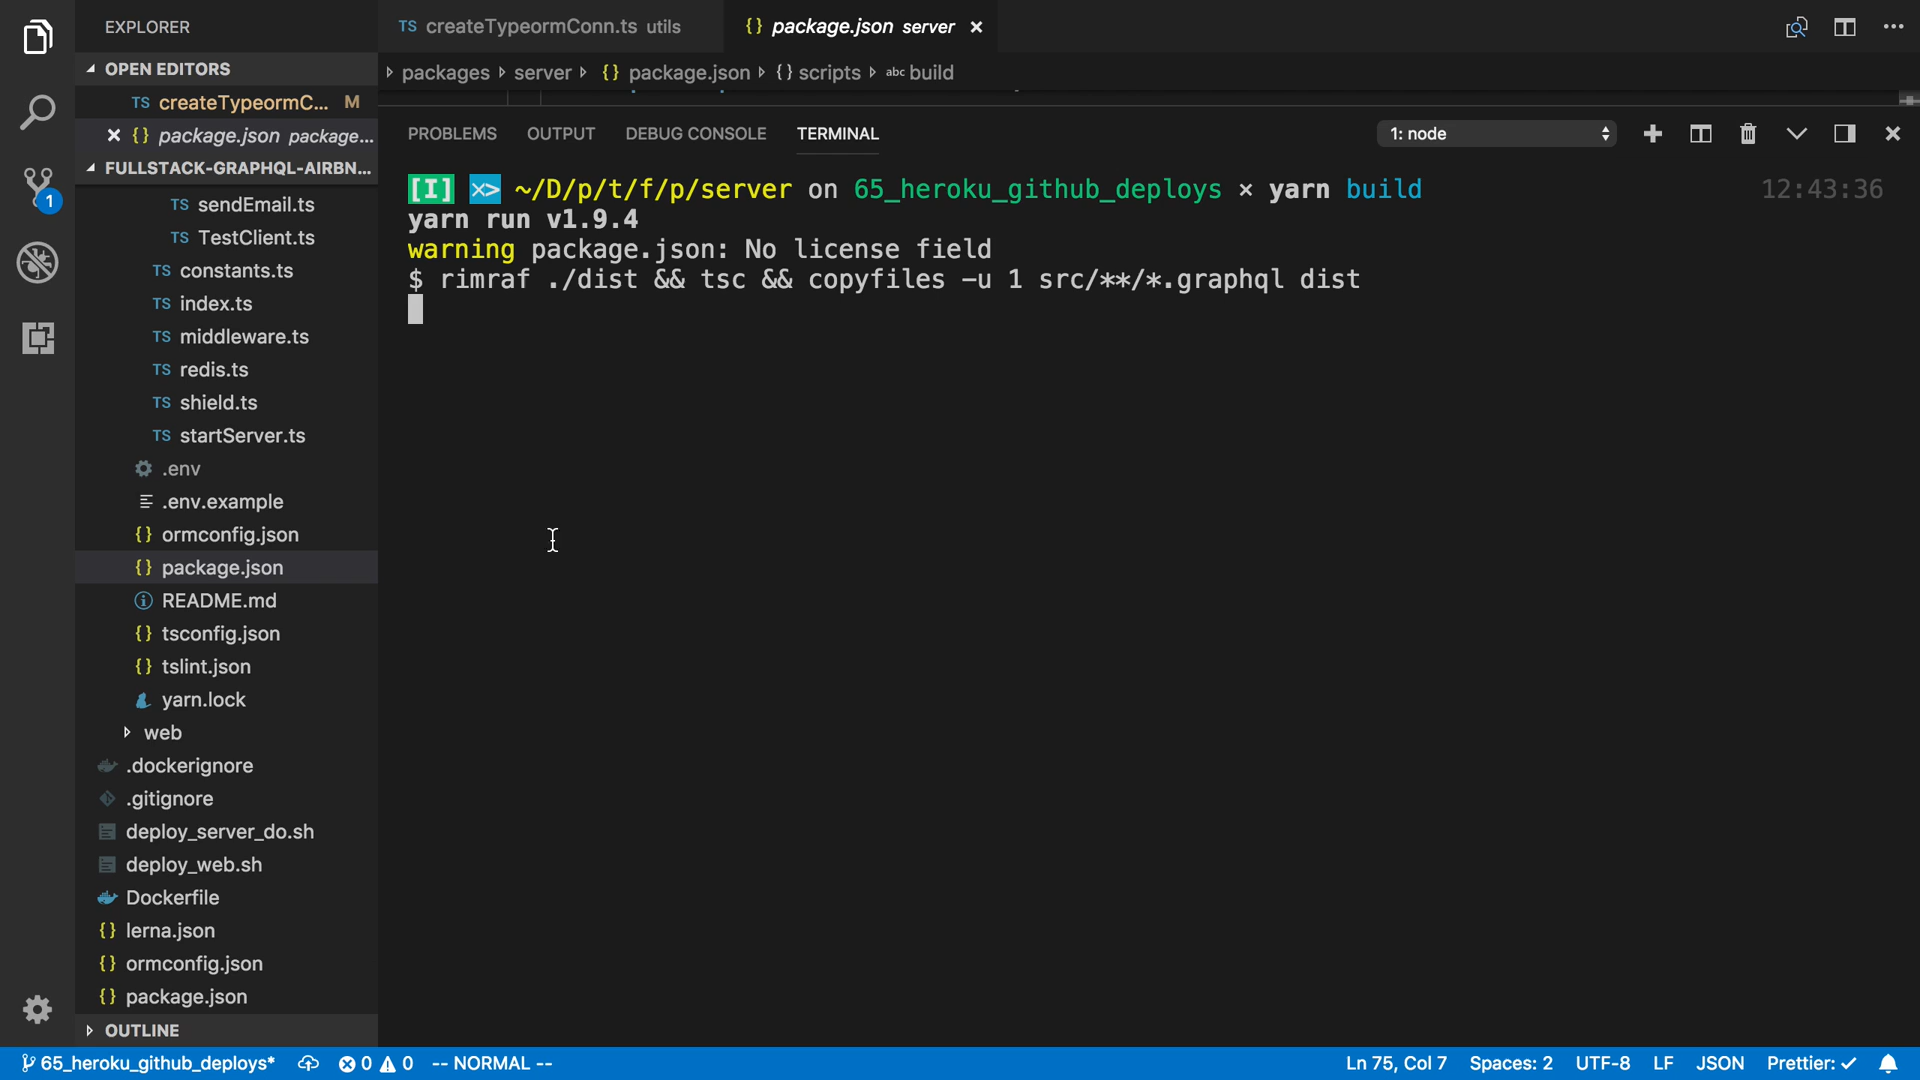 EXPLORER
OPEN EDITORS
TS createTypeormC... M
{} package.json package...
FULLSTACK-GRAPHQL-AIRBN...
TS sendEmail.ts
TS TestClient.ts
TS constants.ts
TS index.ts
TS middleware.ts
TS redis.ts
TS shield.ts
TS startServer.ts
.env
.env.example
{} ormconfig.json
{} package.json
README.md
{} tsconfig.json
{} tslint.json
yarn.lock
web
.dockerignore
.gitignore
deploy_server_do.sh
deploy_web.sh
Dockerfile
{} lerna.json
{} ormconfig.json
{} package.json
OUTLINE
1
TS createTypeormConn.ts utils
{} package.json server ×
packages server {} package.json {} scripts abc build
PROBLEMS OUTPUT DEBUG CONSOLE TERMINAL 1: node
[I] ×> ~/D/p/t/f/p/server on 65_heroku_github_deploys × yarn build 12:43:36
yarn run v1.9.4
warning package.json: No license field
$ rimraf ./dist && tsc && copyfiles -u 1 src/**/*.graphql dist
65_heroku_github_deploys* 0 0 -- NORMAL -- Ln 75, Col 7 Spaces: 2 UTF-8 LF JSON Prettier: ✓